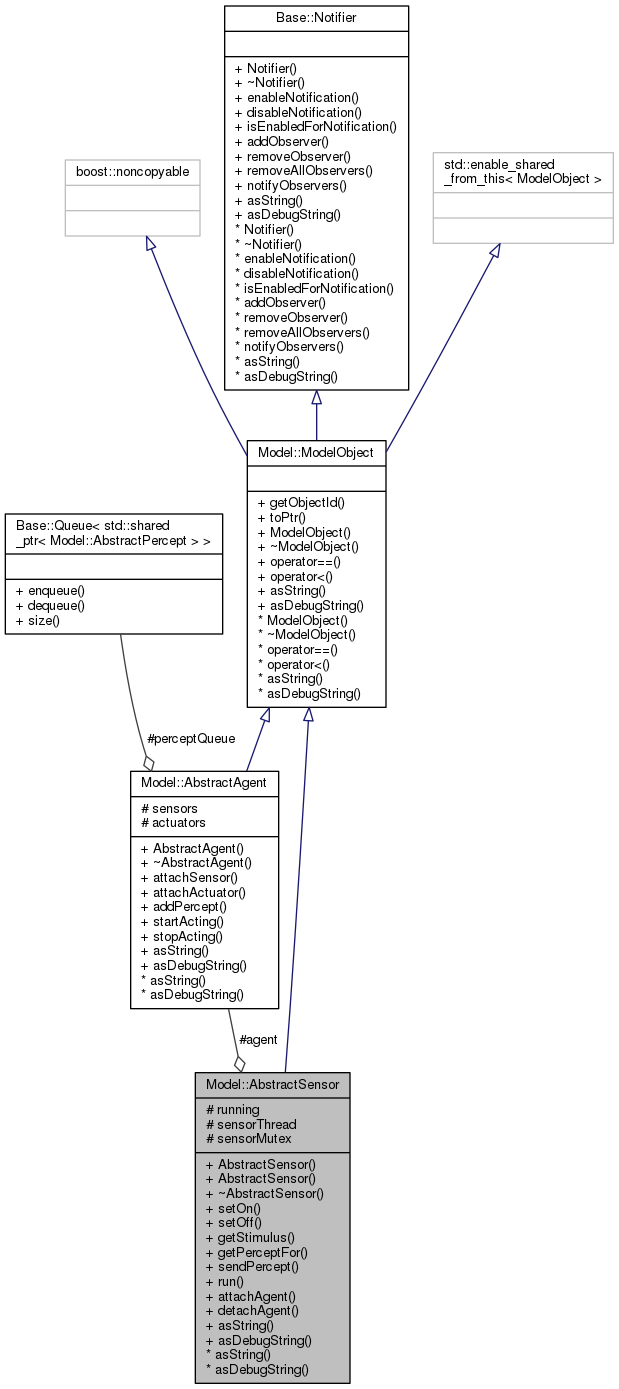 Base::Notifier
+ Notifier()
+ ~Notifier()
+ enableNotification()
+ disableNotification()
+ isEnabledForNotification()
+ addObserver()
+ removeObserver()
+ removeAllObservers()
+ notifyObservers()
+ asString()
+ asDebugString()
* Notifier()
* ~Notifier()
* enableNotification()
* disableNotification()
* isEnabledForNotification()
* addObserver()
* removeObserver()
* removeAllObservers()
* notifyObservers()
* asString()
* asDebugString()
boost::noncopyable
std::enable_shared
_from_this< ModelObject >
Model::ModelObject
+ getObjectId()
+ toPtr()
+ ModelObject()
+ ~ModelObject()
+ operator==()
+ operator<()
+ asString()
+ asDebugString()
* ModelObject()
* ~ModelObject()
* operator==()
* operator<()
* asString()
* asDebugString()
Base::Queue< std::shared
_ptr< Model::AbstractPercept > >
+ enqueue()
+ dequeue()
+ size()
#perceptQueue
Model::AbstractAgent
# sensors
# actuators
+ AbstractAgent()
+ ~AbstractAgent()
+ attachSensor()
+ attachActuator()
+ addPercept()
+ startActing()
+ stopActing()
+ asString()
+ asDebugString()
* asString()
* asDebugString()
#agent
Model::AbstractSensor
# running
# sensorThread
# sensorMutex
+ AbstractSensor()
+ AbstractSensor()
+ ~AbstractSensor()
+ setOn()
+ setOff()
+ getStimulus()
+ getPerceptFor()
+ sendPercept()
+ run()
+ attachAgent()
+ detachAgent()
+ asString()
+ asDebugString()
* asString()
* asDebugString()